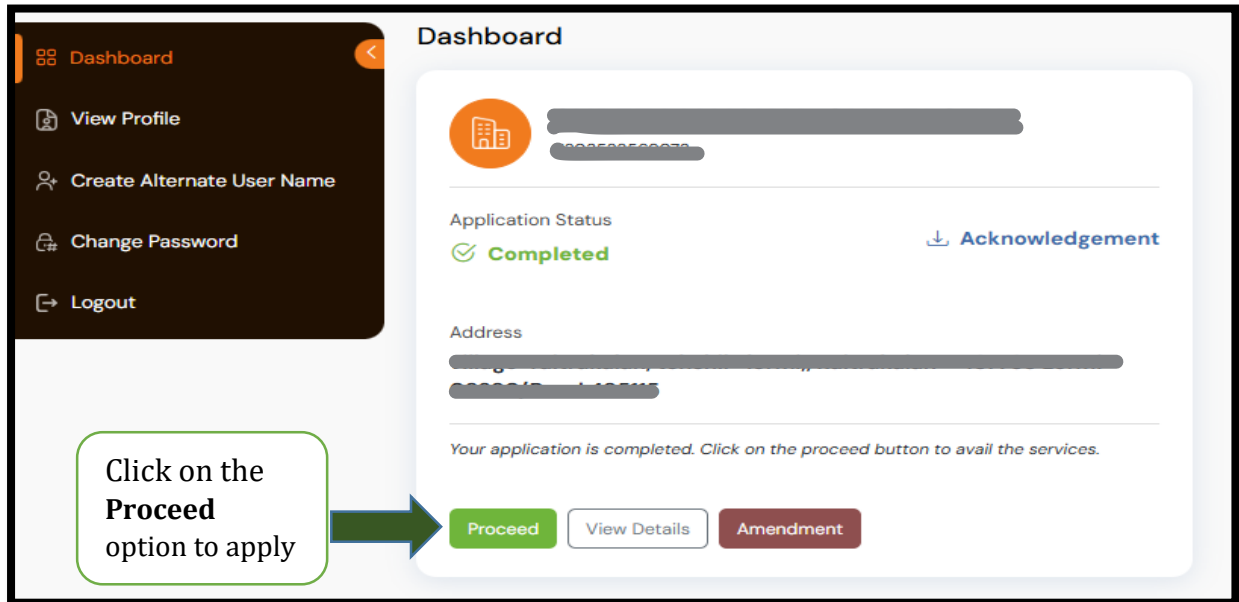 Dashboard
Dashboard
View Profile
Create Alternate User Name
Change Password
Logout
Application Status
Completed
Acknowledgement
Address
Your application is completed. Click on the proceed button to avail the services.
Click on the
Proceed
option to apply
Proceed
View Details
Amendment